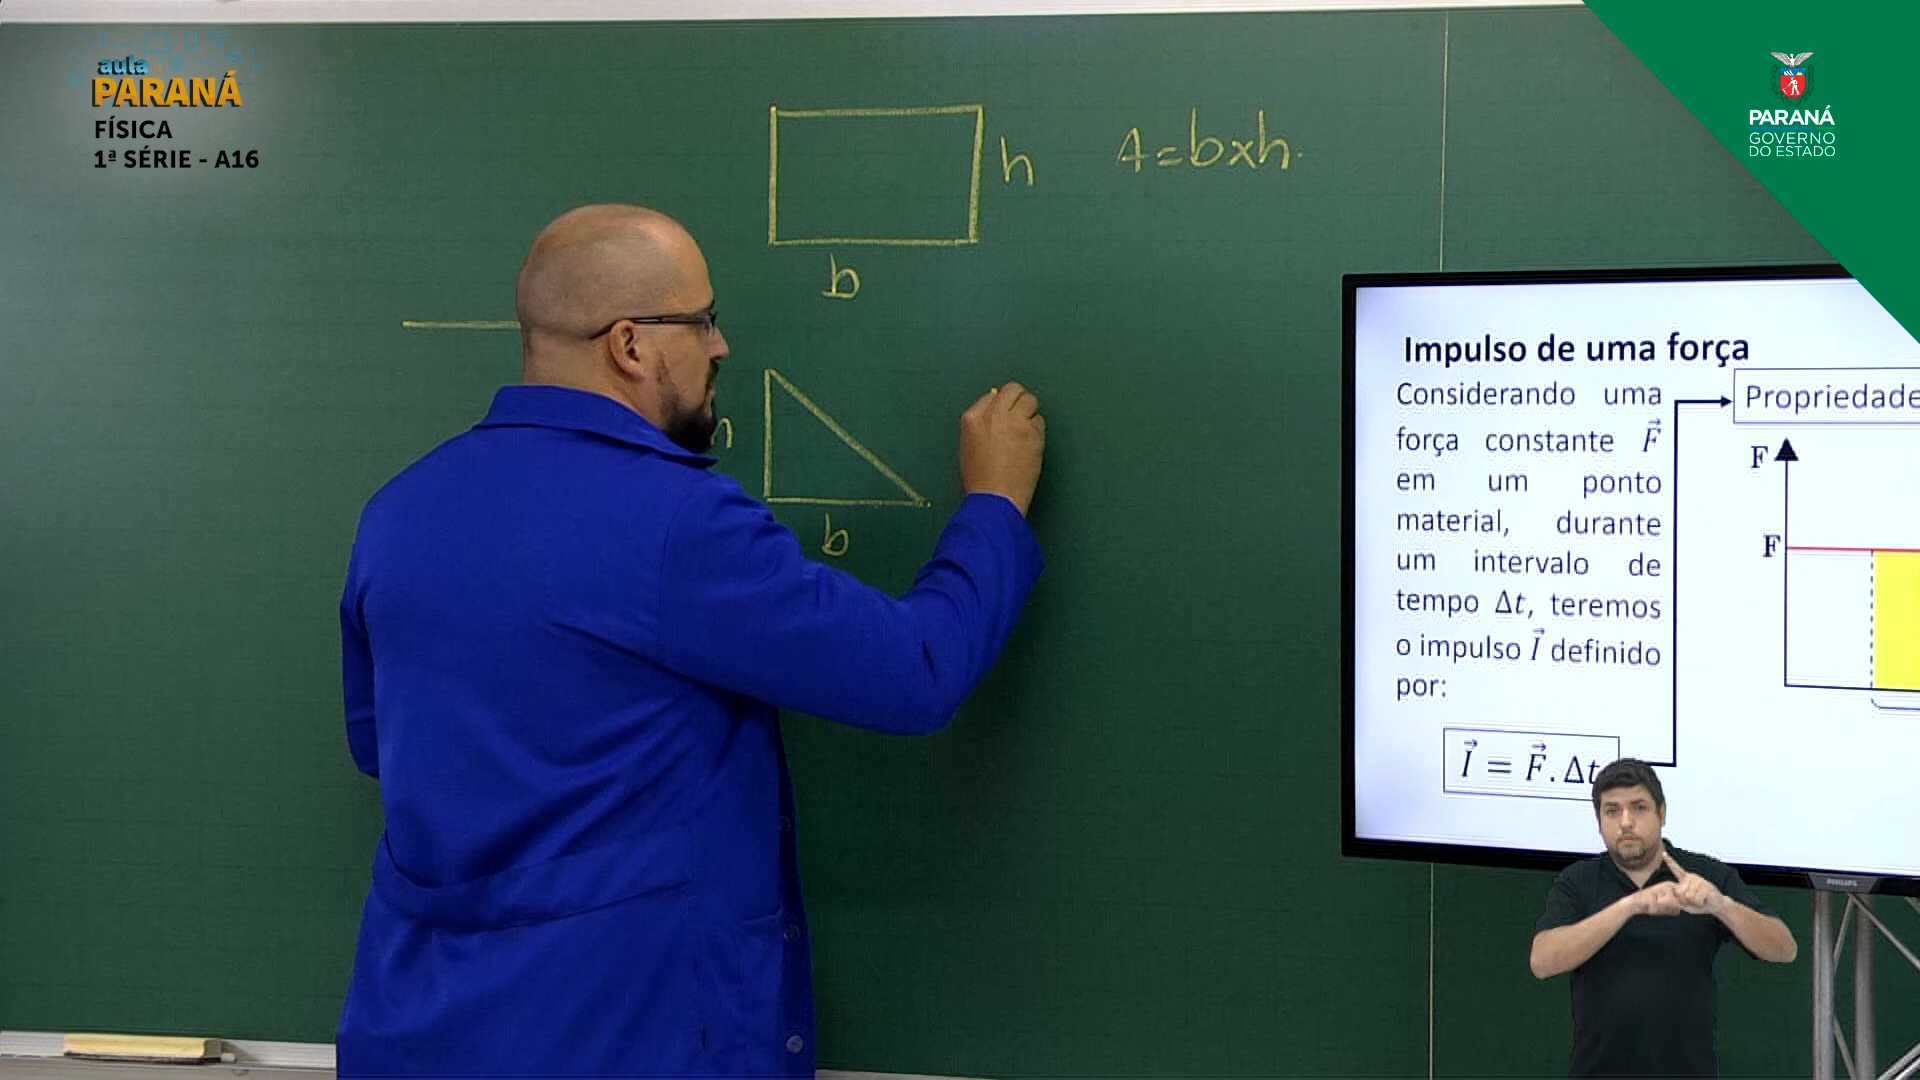 aula
PARANÁ
FÍSICA
1ª SÉRIE - A16
h
A=bxh.
b
h
b
PARANÁ
GOVERNO
DO ESTADO
Impulso de uma força
Considerando uma
força constante F⃗
em um ponto
material, durante
um intervalo de
tempo Δt, teremos
o impulso I⃗ definido
por:
I⃗ = F⃗. Δt
Propriedade
F
F
PHILIPS